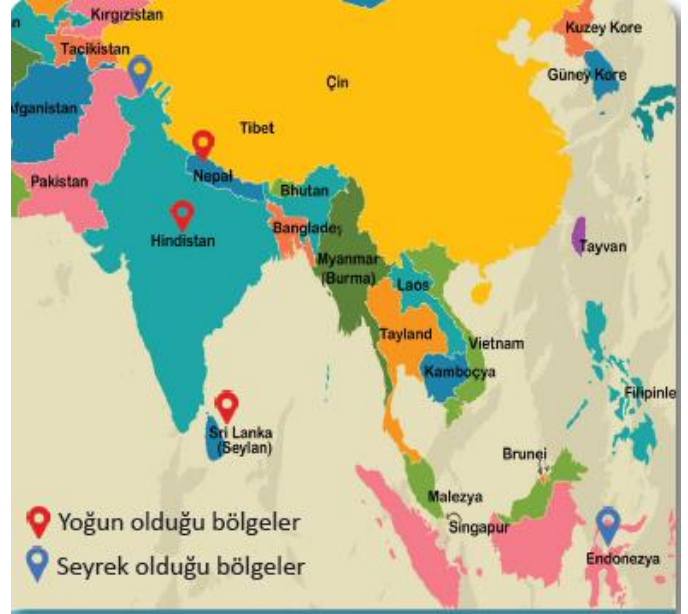 Kırgızistan
Kuzey Kore
Tacikistan
Güney Kore
Çin
Afganistan
Tibet
Pakistan
Nepal
Bhutan
Bangladeş
Hindistan
Tayvan
Myanmar
(Burma)
Laos
Tayland
Vietnam
Kamboçya
Filipinle
Sri Lanka
(Seylan)
Brunei
Malezya
Singapur
Endonezya
Yoğun olduğu bölgeler
Seyrek olduğu bölgeler